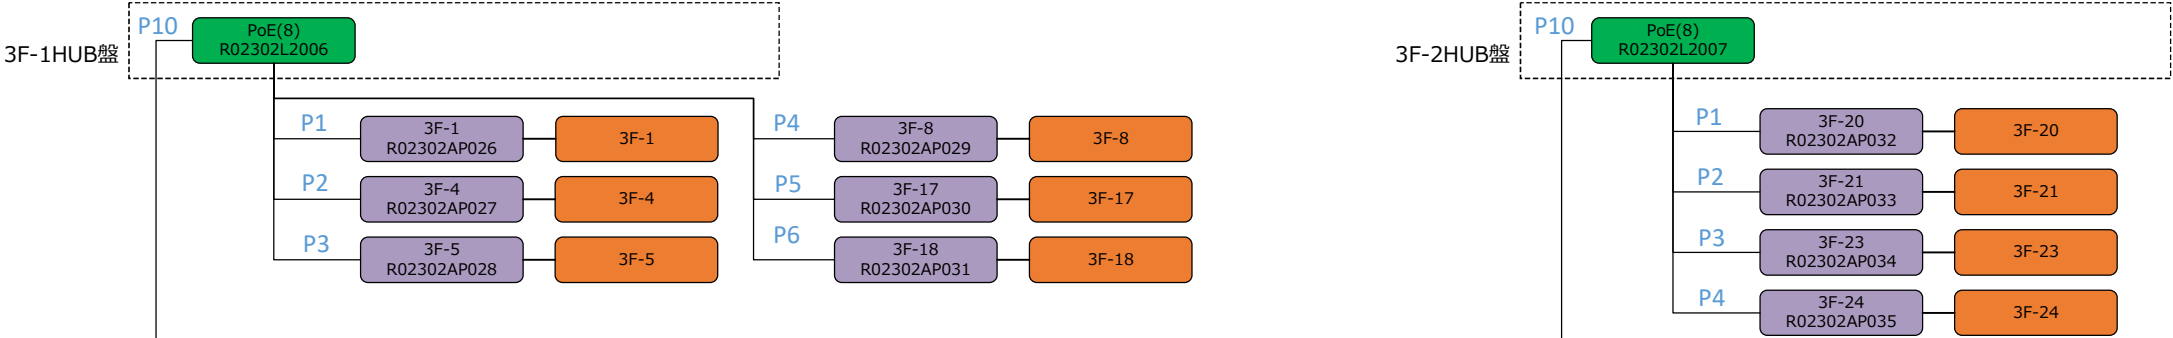 3F-1HUB盤
P10
PoE(8)
R02302L2006
P1
3F-1
R02302AP026
3F-1
P2
3F-4
R02302AP027
3F-4
P3
3F-5
R02302AP028
3F-5
P4
3F-8
R02302AP029
3F-8
P5
3F-17
R02302AP030
3F-17
P6
3F-18
R02302AP031
3F-18
3F-2HUB盤
P10
PoE(8)
R02302L2007
P1
3F-20
R02302AP032
3F-20
P2
3F-21
R02302AP033
3F-21
P3
3F-23
R02302AP034
3F-23
P4
3F-24
R02302AP035
3F-24